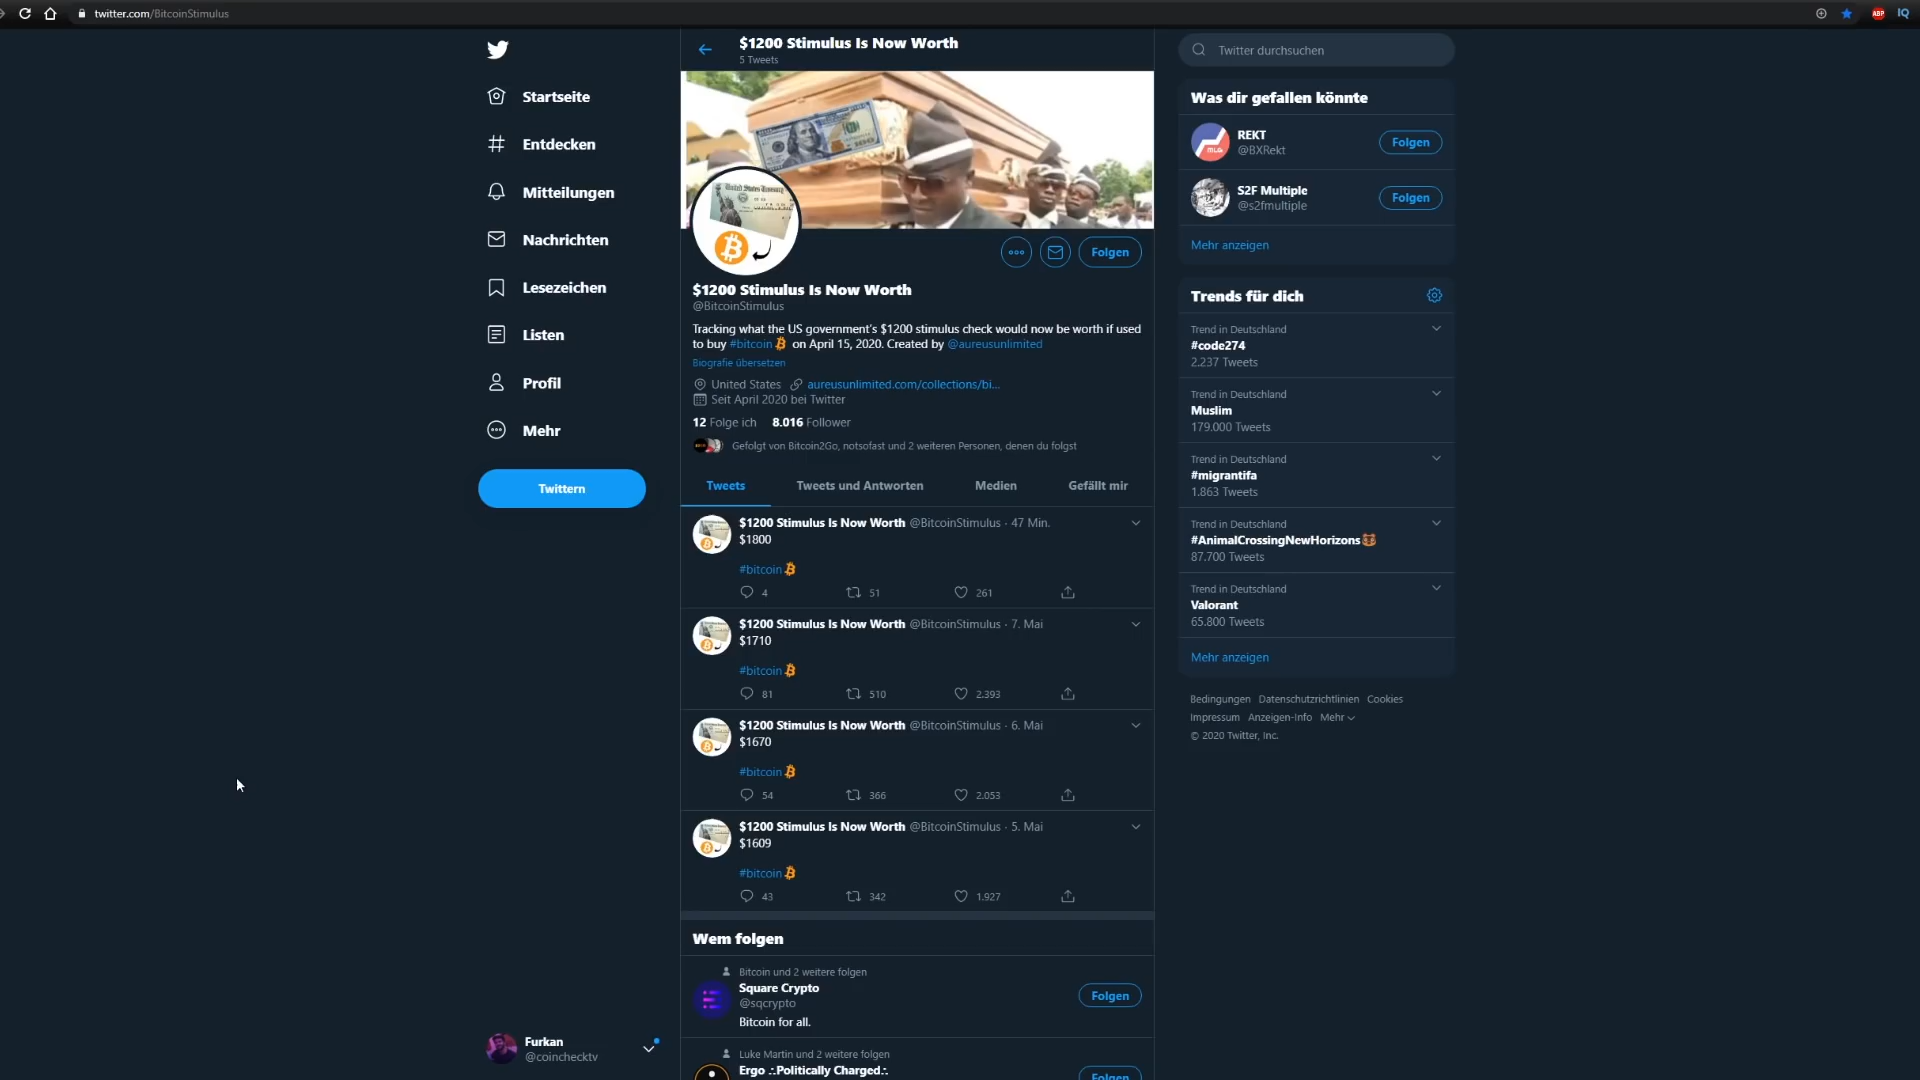 twitter.com/BitcoinStimulus
ABP
IQ
Startseite
Entdecken
Mitteilungen
Nachrichten
Lesezeichen
Listen
Profil
Mehr
Twittern
Furkan
@coinchecktv
$1200 Stimulus Is Now Worth
5 Tweets
Folgen
$1200 Stimulus Is Now Worth
@BitcoinStimulus
Tracking what the US government's $1200 stimulus check would now be worth if used
to buy #bitcoin on April 15, 2020. Created by @aureusunlimited
Biografie übersetzen
United States aureusunlimited.com/collections/bi...
Seit April 2020 bei Twitter
12 Folge ich 8.016 Follower
Gefolgt von Bitcoin2Go, notsofast und 2 weiteren Personen, denen du folgst
Tweets Tweets und Antworten Medien Gefällt mir
$1200 Stimulus Is Now Worth @BitcoinStimulus · 47 Min.
$1800
#bitcoin
4 51 261
$1200 Stimulus Is Now Worth @BitcoinStimulus · 7. Mai
$1710
#bitcoin
81 510 2.393
$1200 Stimulus Is Now Worth @BitcoinStimulus · 6. Mai
$1670
#bitcoin
54 366 2.053
$1200 Stimulus Is Now Worth @BitcoinStimulus · 5. Mai
$1609
#bitcoin
43 342 1.927
Wem folgen
Bitcoin und 2 weitere folgen
Square Crypto
@sqcrypto
Folgen
Bitcoin for all.
Luke Martin und 2 weitere folgen
Ergo ∴Politically Charged∴
Folgen
Twitter durchsuchen
Was dir gefallen könnte
REKT
@BXRekt
Folgen
S2F Multiple
@s2fmultiple
Folgen
Mehr anzeigen
Trends für dich
Trend in Deutschland
#code274
2.237 Tweets
Trend in Deutschland
Muslim
179.000 Tweets
Trend in Deutschland
#migrantifa
1.863 Tweets
Trend in Deutschland
#AnimalCrossingNewHorizons
87.700 Tweets
Trend in Deutschland
Valorant
65.800 Tweets
Mehr anzeigen
Bedingungen Datenschutzrichtlinien Cookies
Impressum Anzeigen-Info Mehr
© 2020 Twitter, Inc.